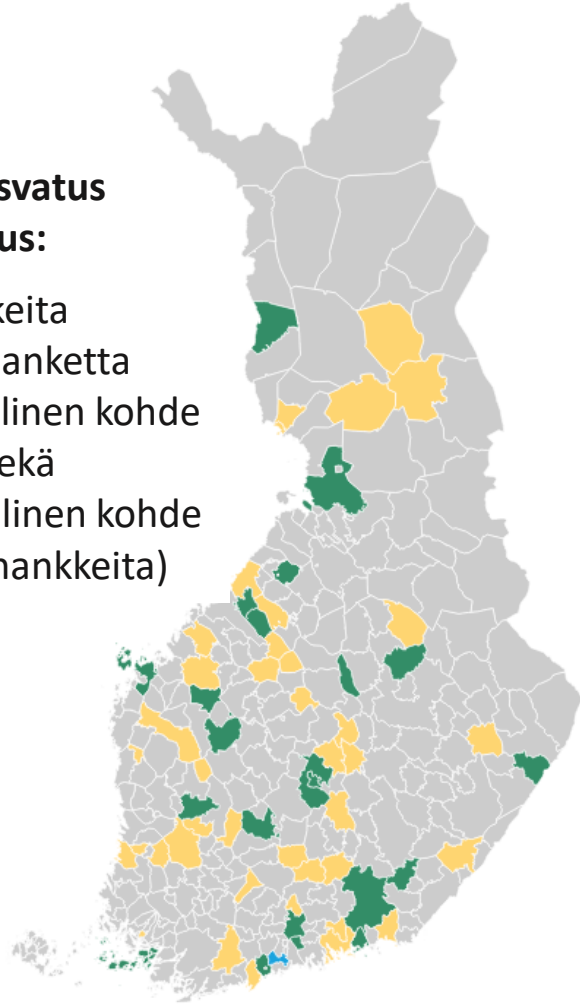 svatus
us:
keita
anketta
linen kohde
ekä
linen kohde
hankkeita)